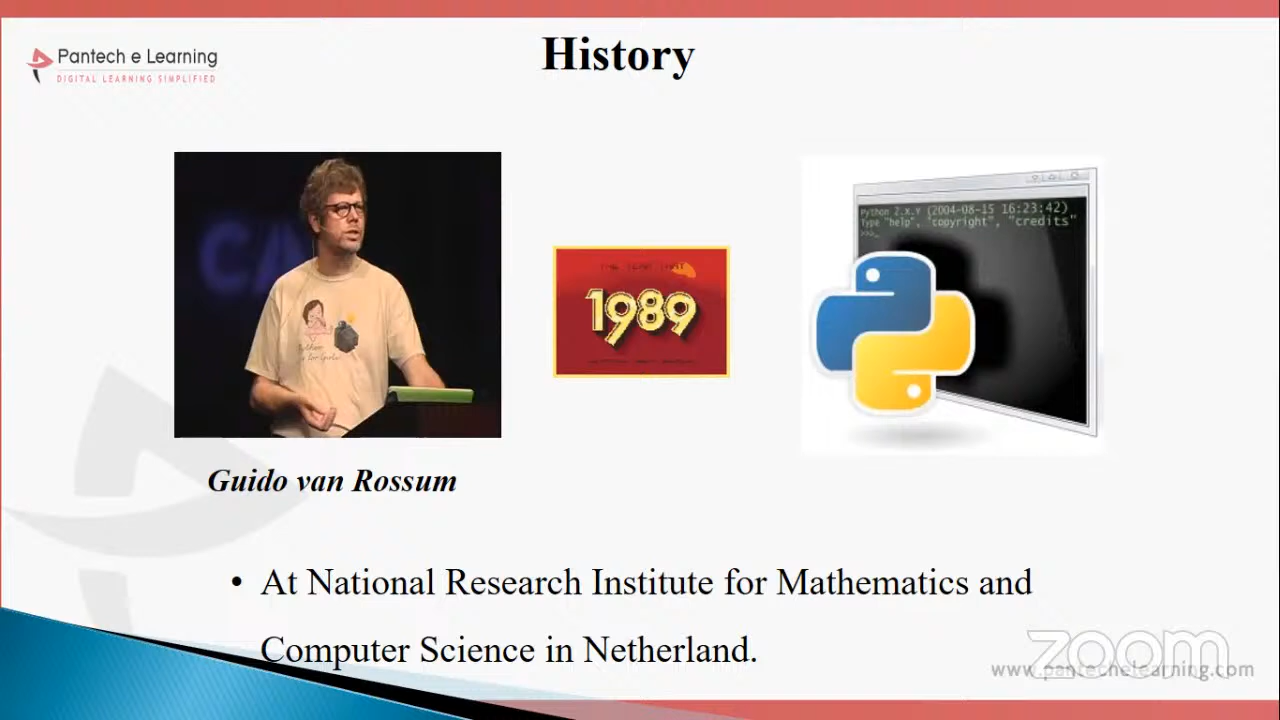 Pantech e Learning
DIGITAL LEARNING SIMPLIFIED
History
CA
1989
Python 2.X.Y (2004-08-15 16:23:42)
Type "help", "copyright", "credits"
>>>_
Guido van Rossum
• At National Research Institute for Mathematics and
Computer Science in Netherland.
zoom
www.pantechelearning.com